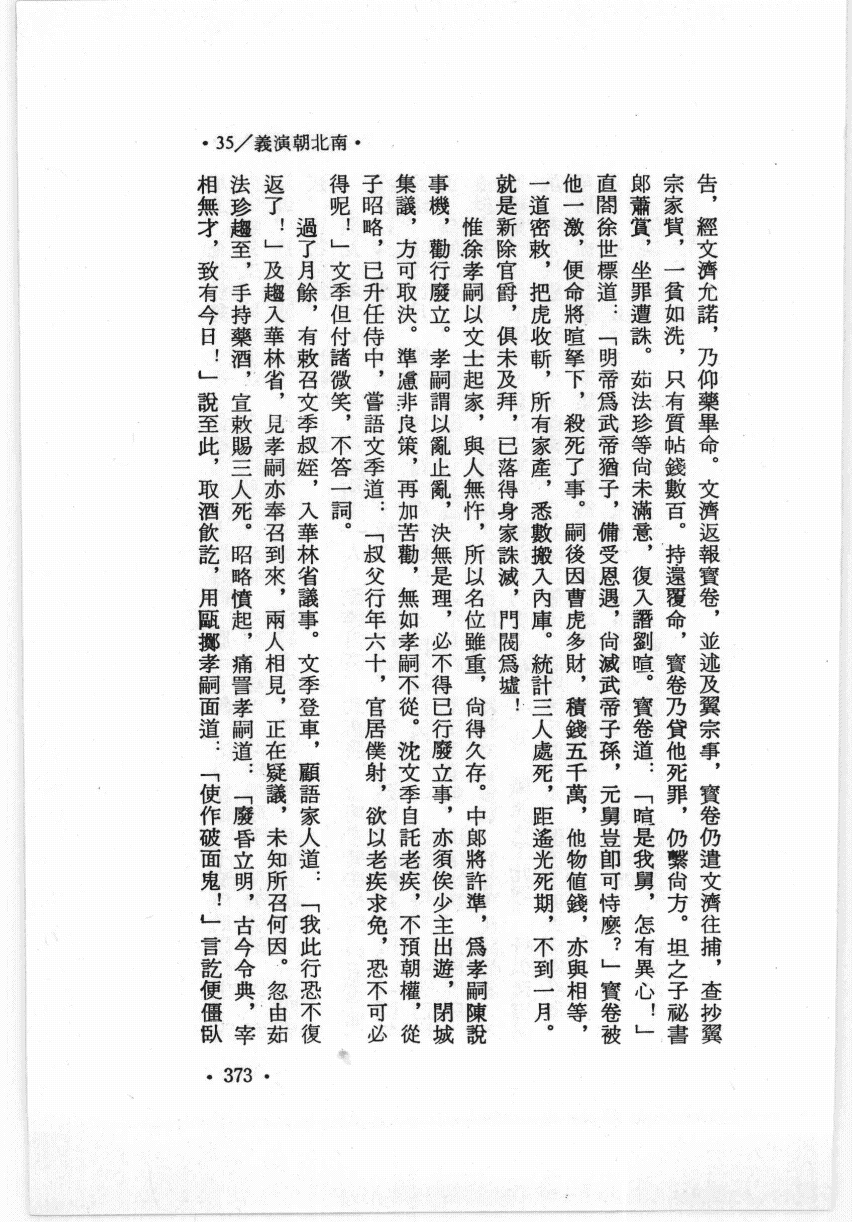 •35／義演朝北南•
告，經文濟允諾，乃仰藥畢命。文濟返報寶卷，並述及翼宗事，寶卷仍遣文濟往捕，查抄翼
宗家貲，一貧如洗，只有質帖錢數百。持還覆命，寶卷乃貸他死罪，仍繫尙方。坦之子祕書
郎蕭賞，坐罪遭誅。茹法珍等尙未滿意，復入譖劉暄。寶卷道：「暄是我舅，怎有異心！」
直閤徐世標道：「明帝爲武帝猶子，備受恩遇，尙滅武帝子孫，元舅豈卽可恃麽？」寶卷被
他一激，便命將暄拏下，殺死了事。嗣後因曹虎多財，積錢五千萬，他物値錢，亦與相等，
一道密敕，把虎收斬，所有家產，悉數搬入內庫。統計三人處死，距遙光死期，不到一月。
就是新除官爵，俱未及拜，已落得身家誅滅，門閥爲墟！
惟徐孝嗣以文士起家，與人無忤，所以名位雖重，尙得久存。中郎將許準，爲孝嗣陳說
事機，勸行廢立。孝嗣謂以亂止亂，決無是理，必不得已行廢立事，亦須俟少主出遊，閉城
集議，方可取決。準慮非良策，再加苦勸，無如孝嗣不從。沈文季自託老疾，不預朝權，從
子昭略，已升任侍中，嘗語文季道：「叔父行年六十，官居僕射，欲以老疾求免，恐不可必
得呢！」文季但付諸微笑，不答一詞。
過了月餘，有敕召文季叔姪，入華林省議事。文季登車，顧語家人道：「我此行恐不復
返了！」及趨入華林省，見孝嗣亦奉召到來，兩人相見，正在疑議，未知所召何因。忽由茹
法珍趨至，手持藥酒，宣敕賜三人死。昭略憤起，痛詈孝嗣道：「廢昏立明，古今令典，宰
相無才，致有今日！」說至此，取酒飮訖，用甌擲孝嗣面道：「使作破面鬼！」言訖便僵臥
•373•